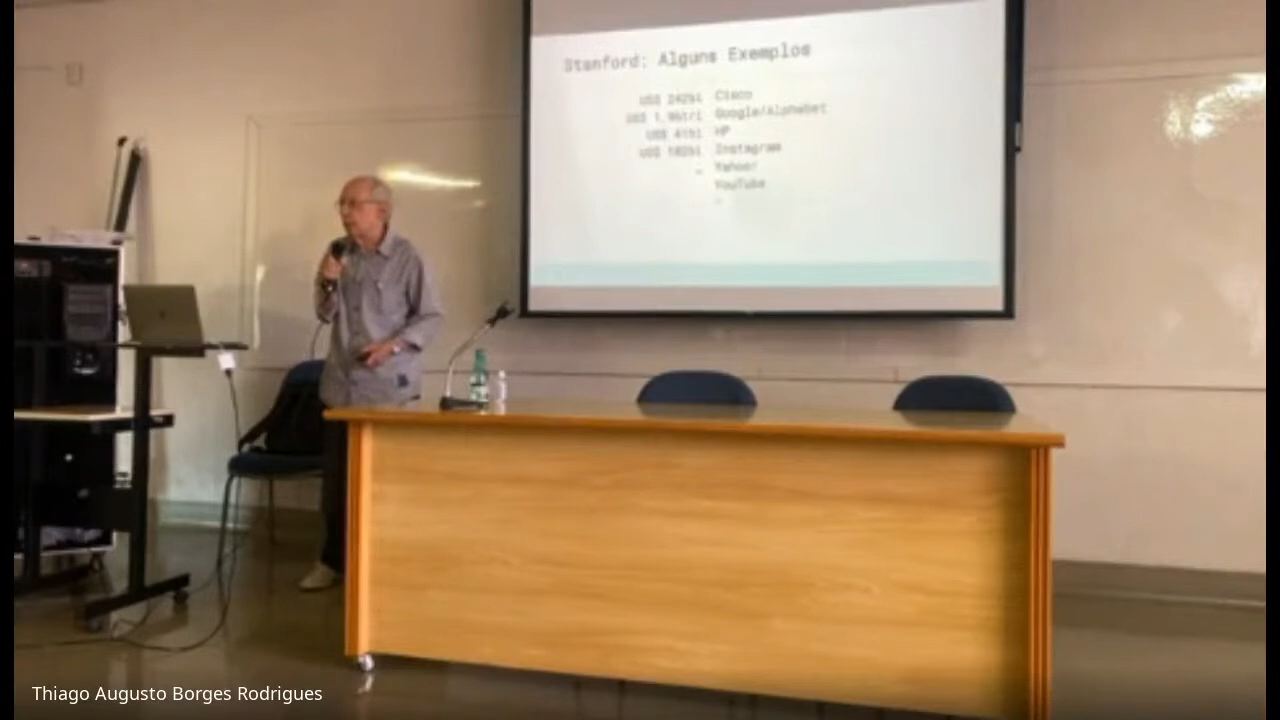 Stanford: Alguns Exemplos
US$ 242bi Cisco
US$ 1,96tri Google/Alphabet
US$ 41bi HP
US$ 102bi Instagram
- Yahoo!
YouTube
Thiago Augusto Borges Rodrigues